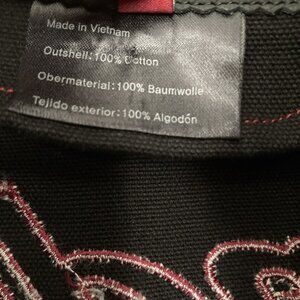 Made in Vietnam
Outshell:100% Cotton
Obermaterial:100% Baumwolle
Tejido exterior:100% Algodón